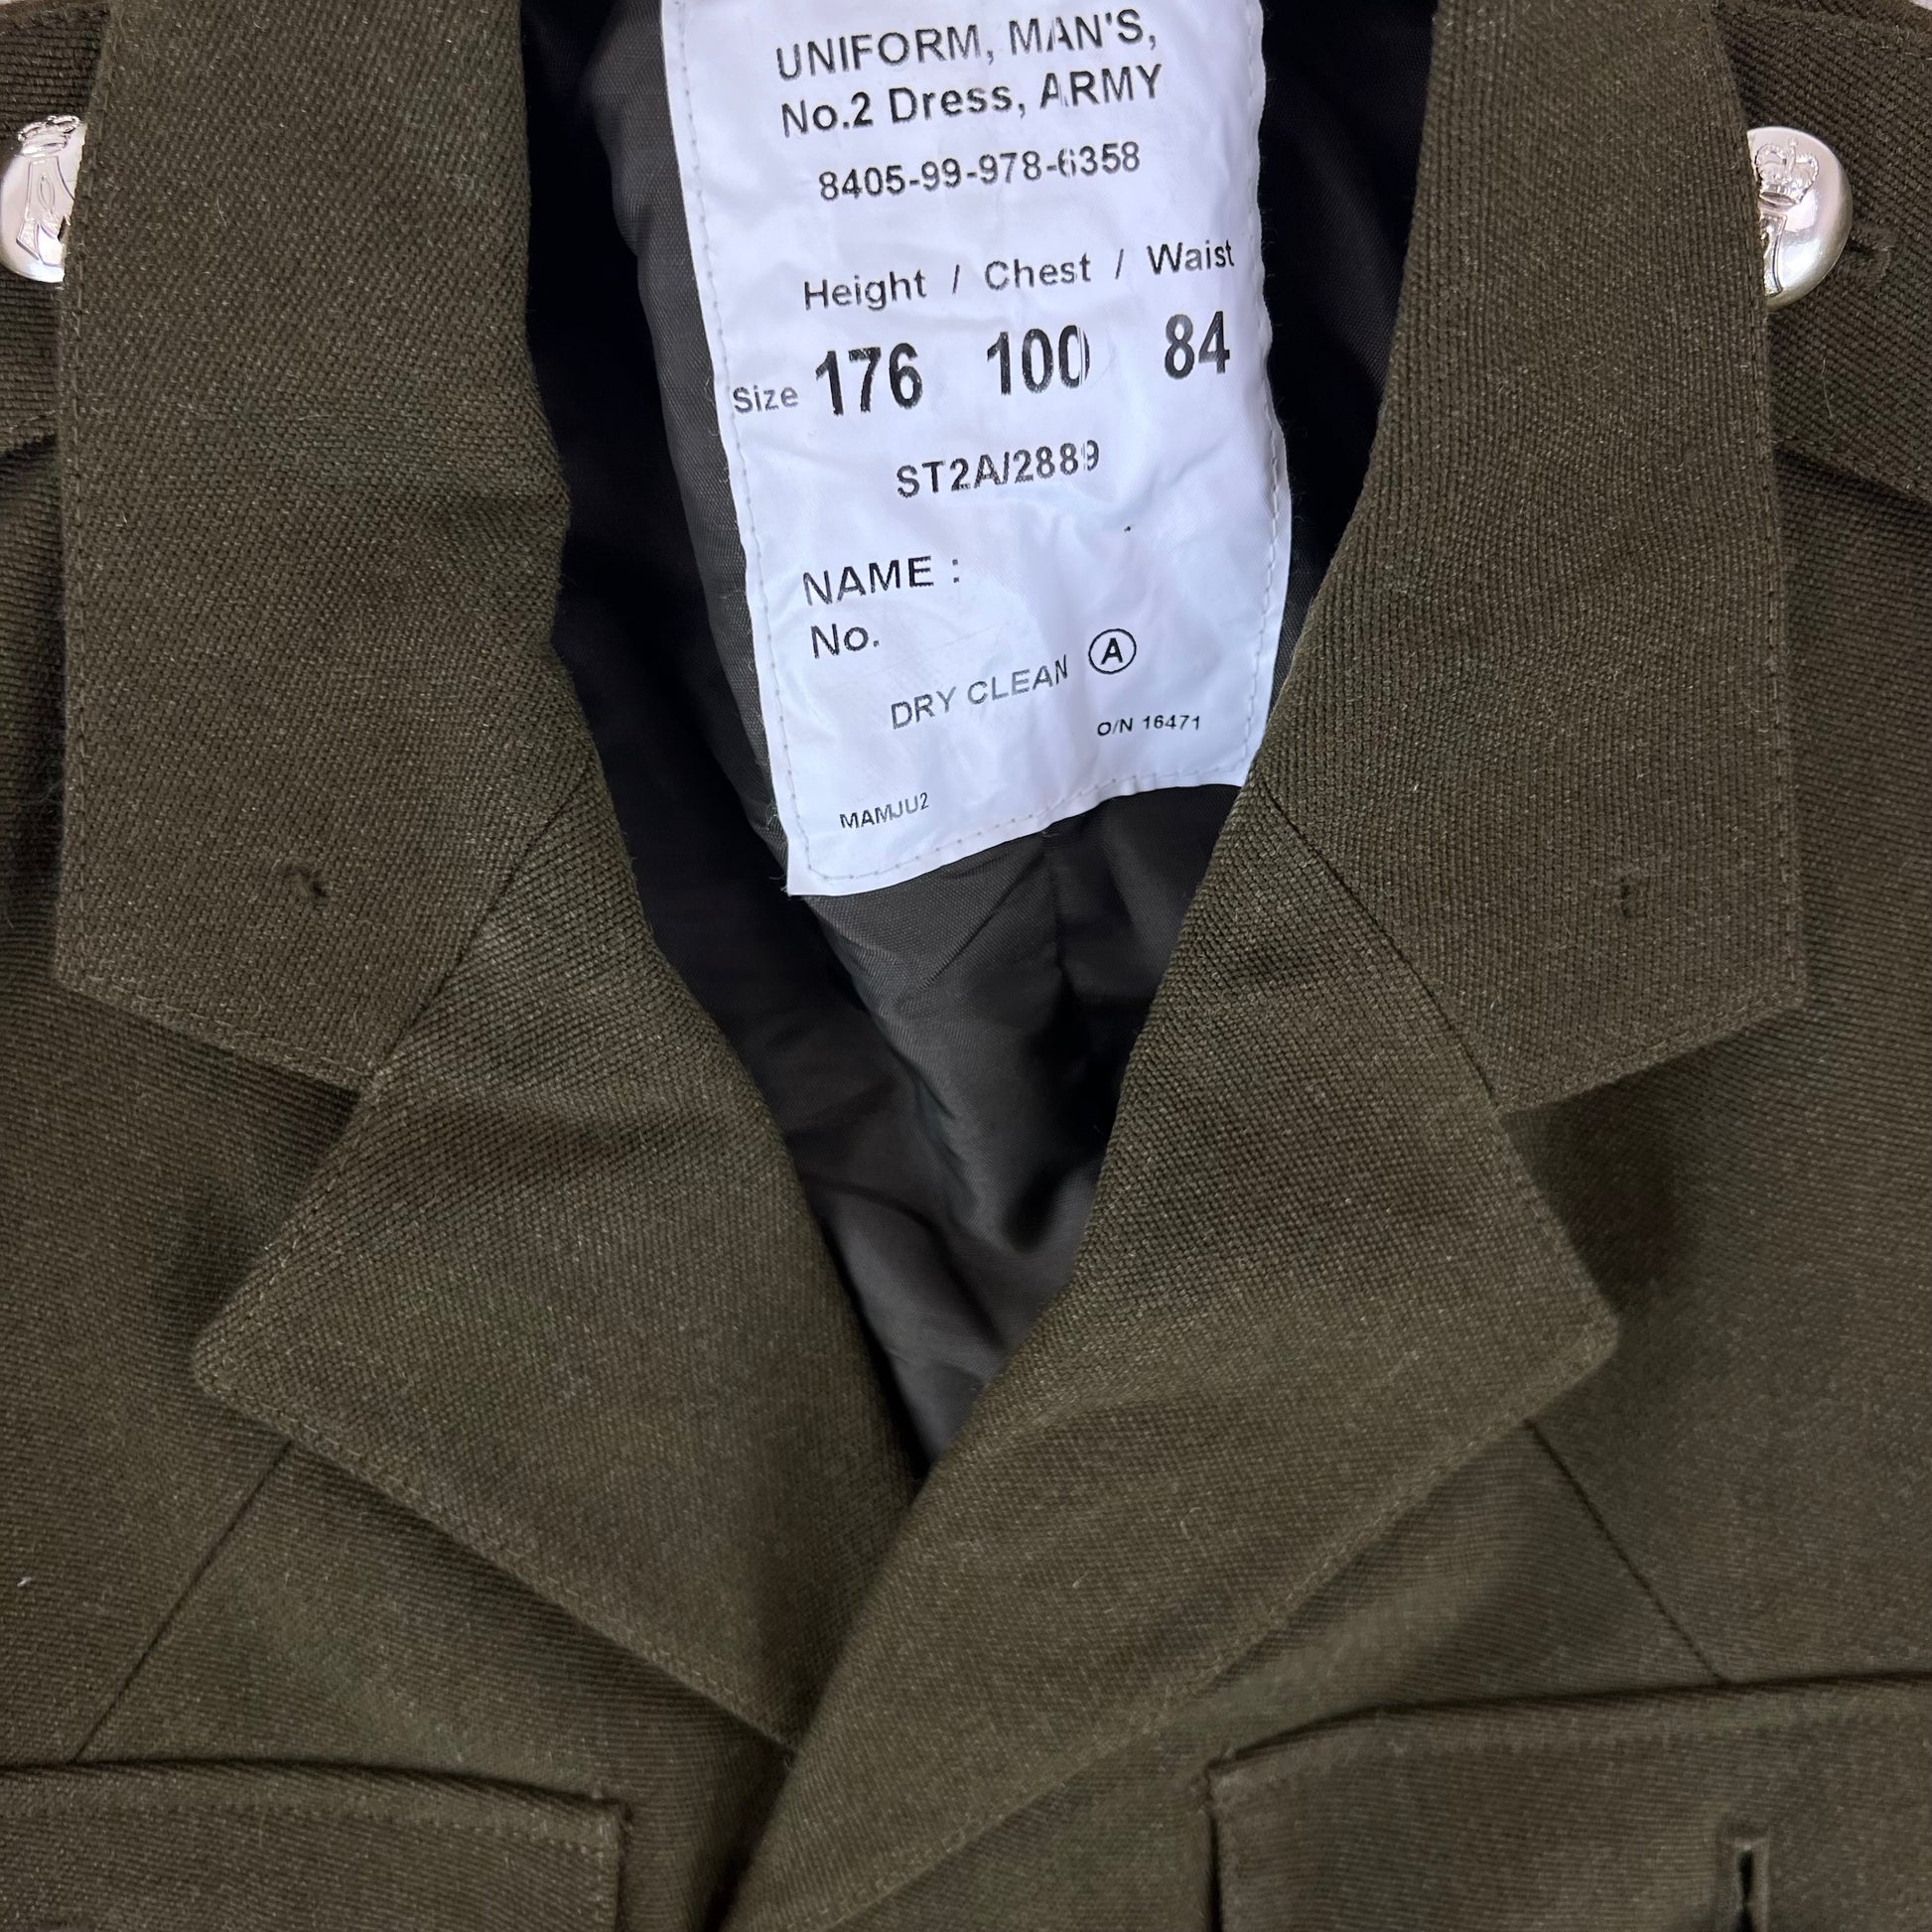 UNIFORM, MAN'S,
No.2 Dress, ARMY
8405-99-978-6358
Height / Chest / Waist
Size 176 100 84
ST2A/2889
NAME :
No.
DRY CLEAN Ⓐ
O/N 16471
MAMJU2